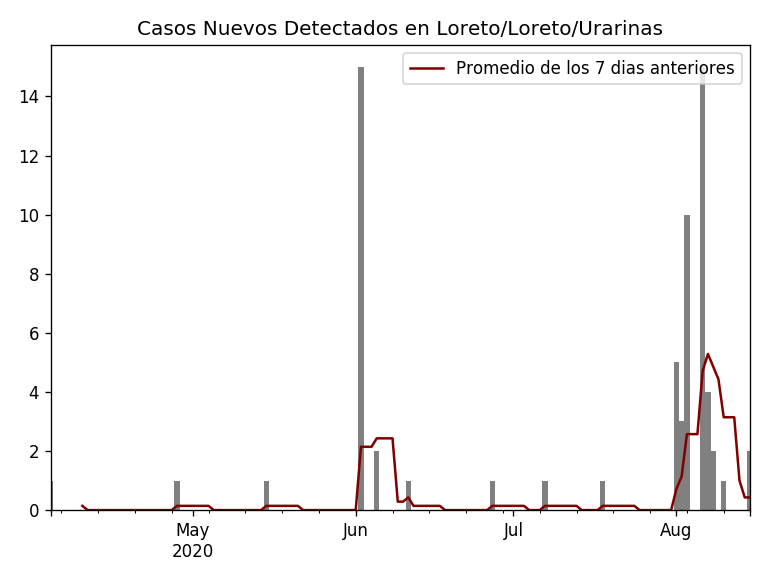 Casos Nuevos Detectados en Loreto/Loreto/Urarinas
Promedio de los 7 dias anteriores
14
12
10
8
6
4
2
0
May
2020
Jun
Jul
Aug